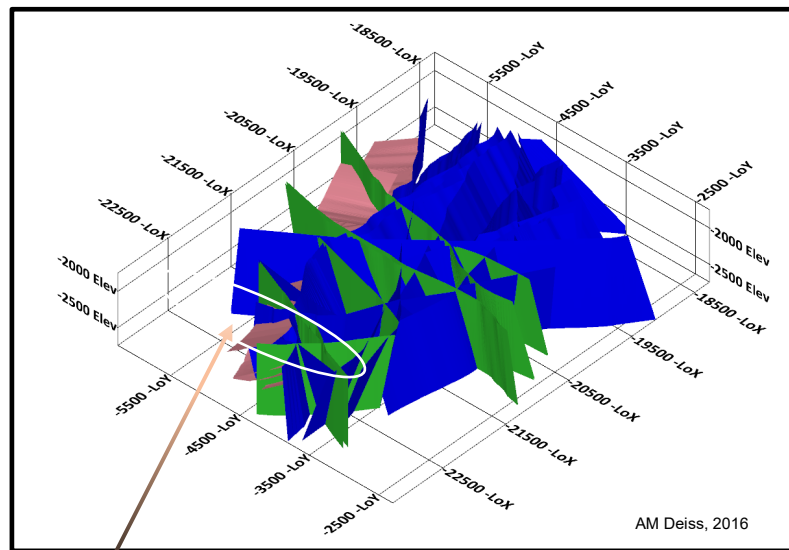 -18500 -LoX
-5500 -LoY
-19500 -LoX
-4500 -LoY
-20500 -LoX
-3500 -LoY
-21500 -LoX
-2500 -LoY
-22500 -LoX
-2000 Elev
-2500 Elev
-2000 Elev
-2500 Elev
-18500 -LoX
-19500 -LoX
-5500 -LoY
-20500 -LoX
-4500 -LoY
-21500 -LoX
-3500 -LoY
-22500 -LoX
-2500 -LoY
AM Deiss, 2016